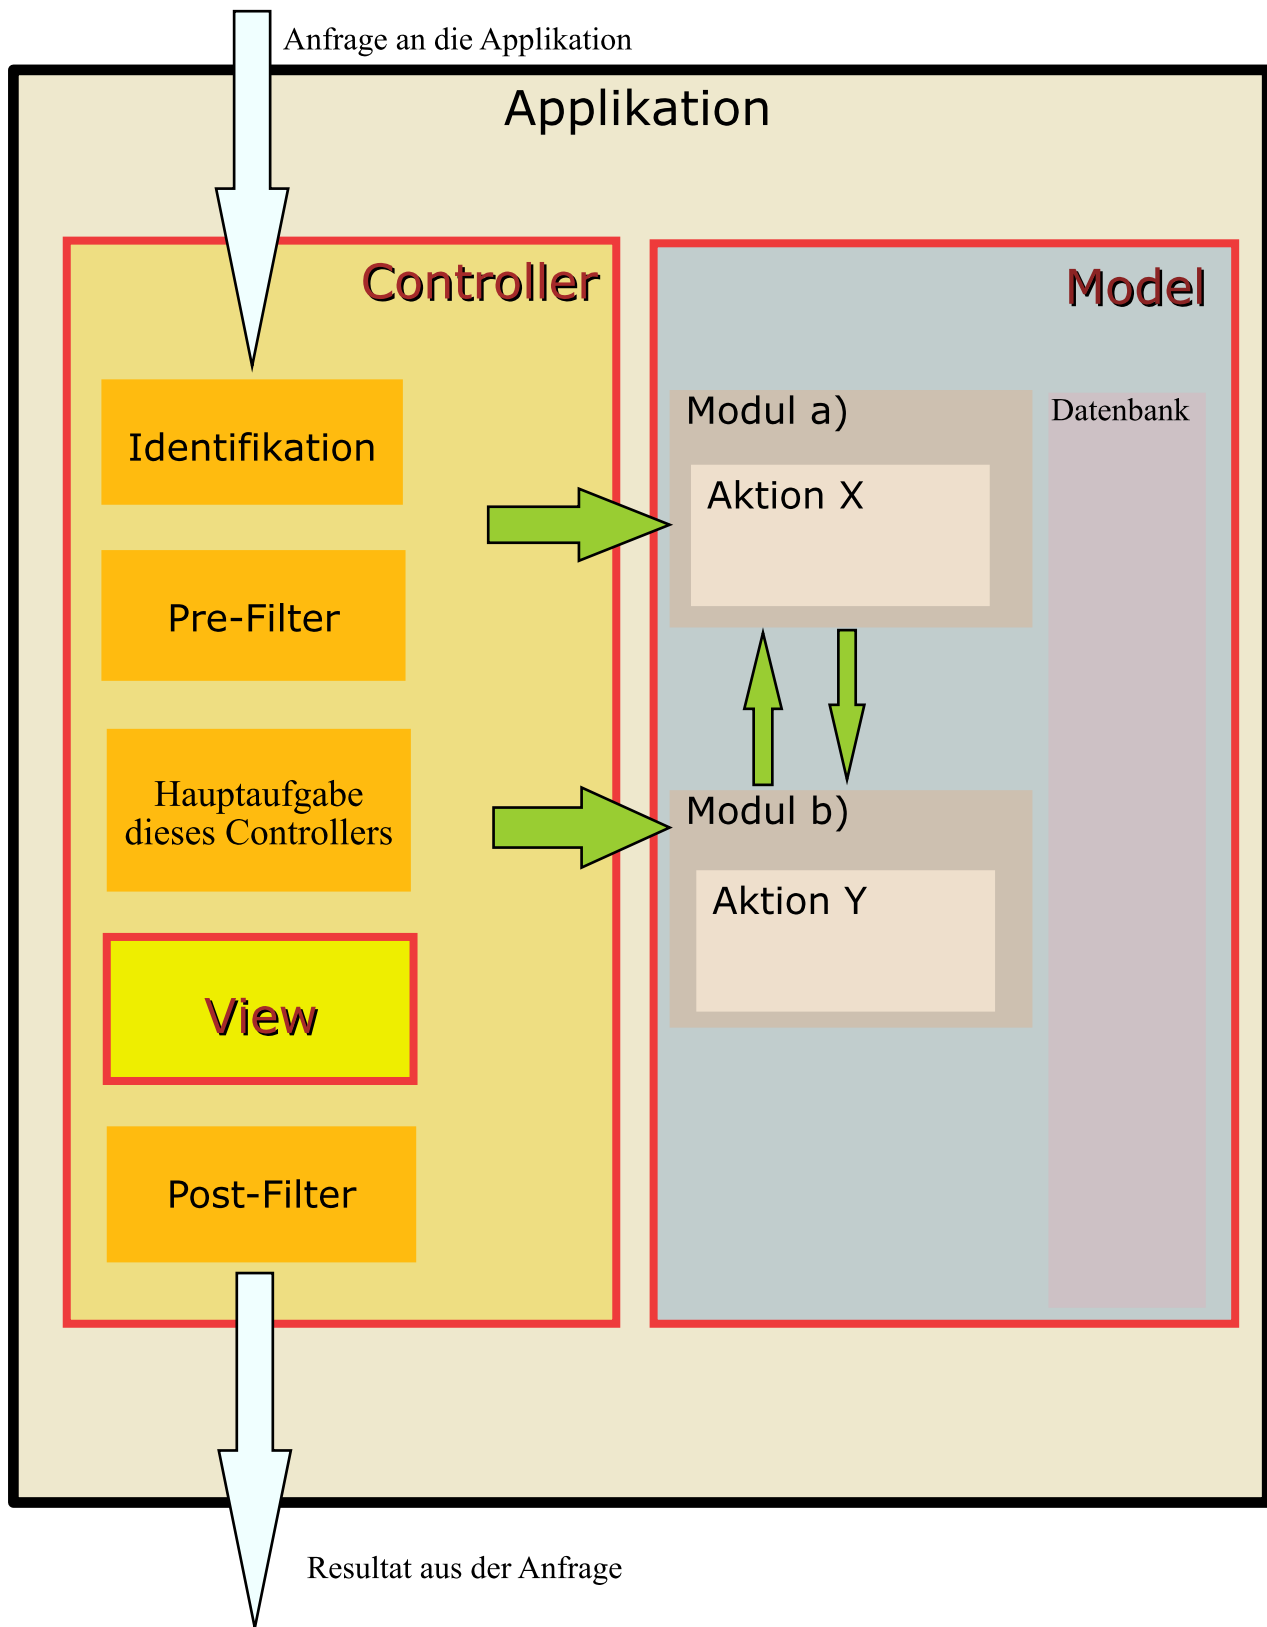 Anfrage an die Applikation
Applikation
Controller
Identifikation
Pre-Filter
Hauptaufgabe
dieses Controllers
View
Post-Filter
Model
Modul a)
Aktion X
Modul b)
Aktion Y
Datenbank
Resultat aus der Anfrage